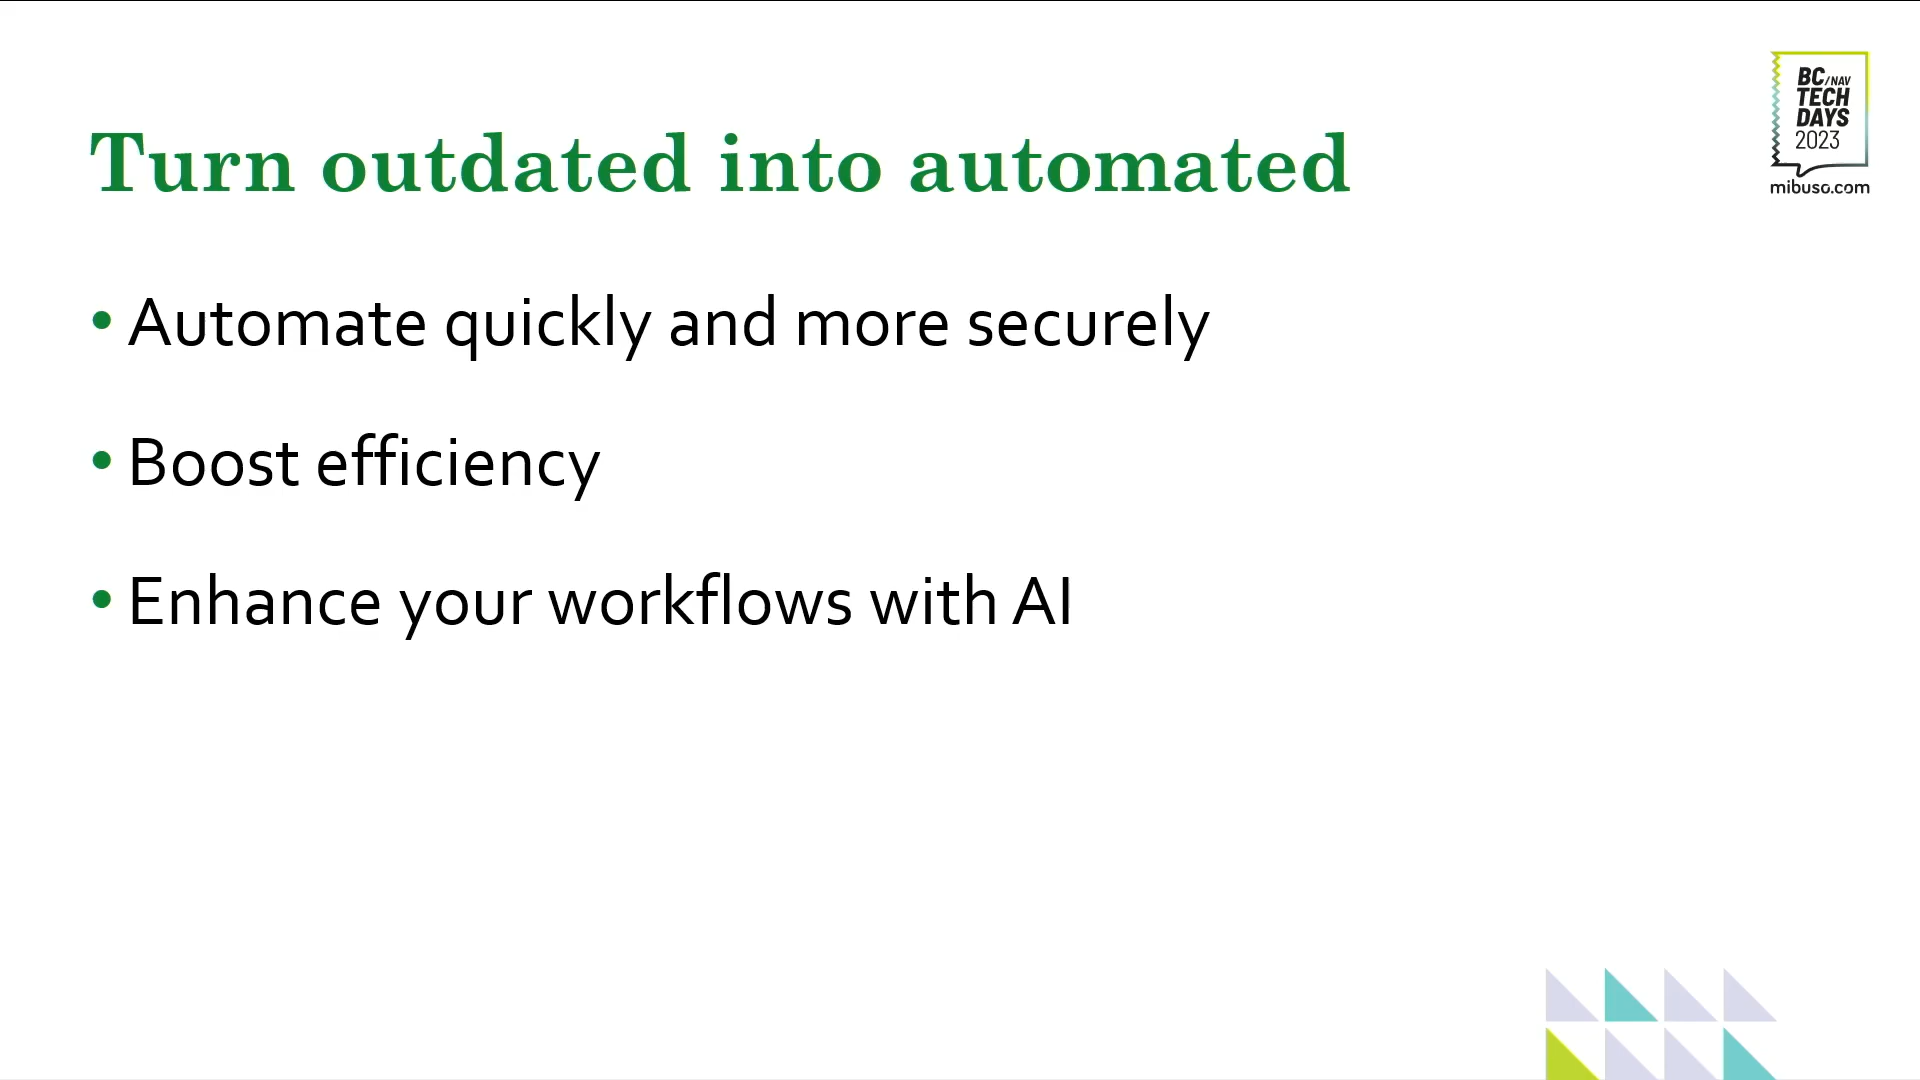 BC/NAV
TECH
DAYS
2023
mibuso.com
Turn outdated into automated
• Automate quickly and more securely
• Boost efficiency
• Enhance your workflows with AI